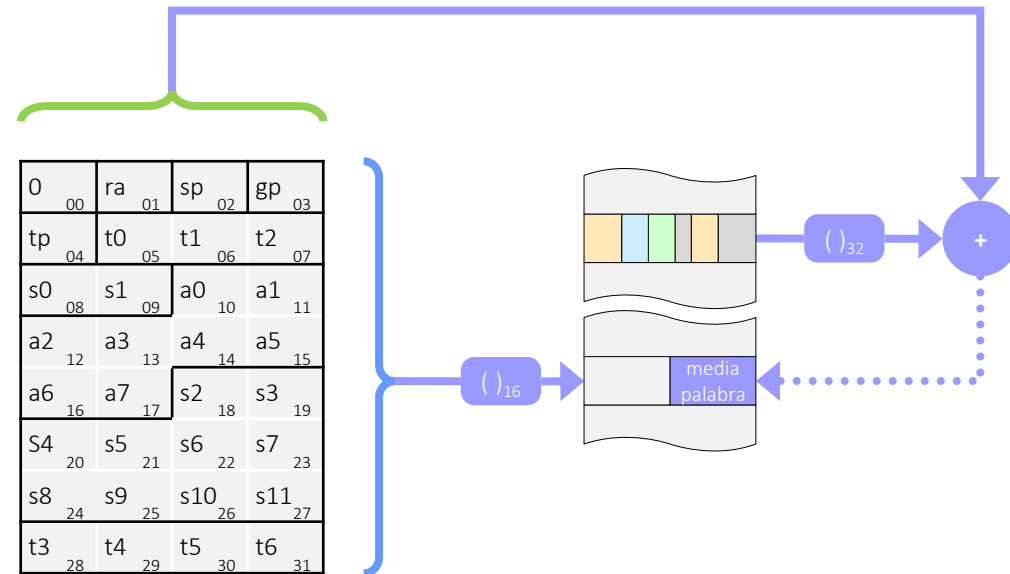 0 00 ra 01 sp 02 gp 03
tp 04 t0 05 t1 06 t2 07
s0 08 s1 09 a0 10 a1 11
a2 12 a3 13 a4 14 a5 15
a6 16 a7 17 s2 18 s3 19
S4 20 s5 21 s6 22 s7 23
s8 24 s9 25 s10 26 s11 27
t3 28 t4 29 t5 30 t6 31
( )32
+
( )16
media
palabra